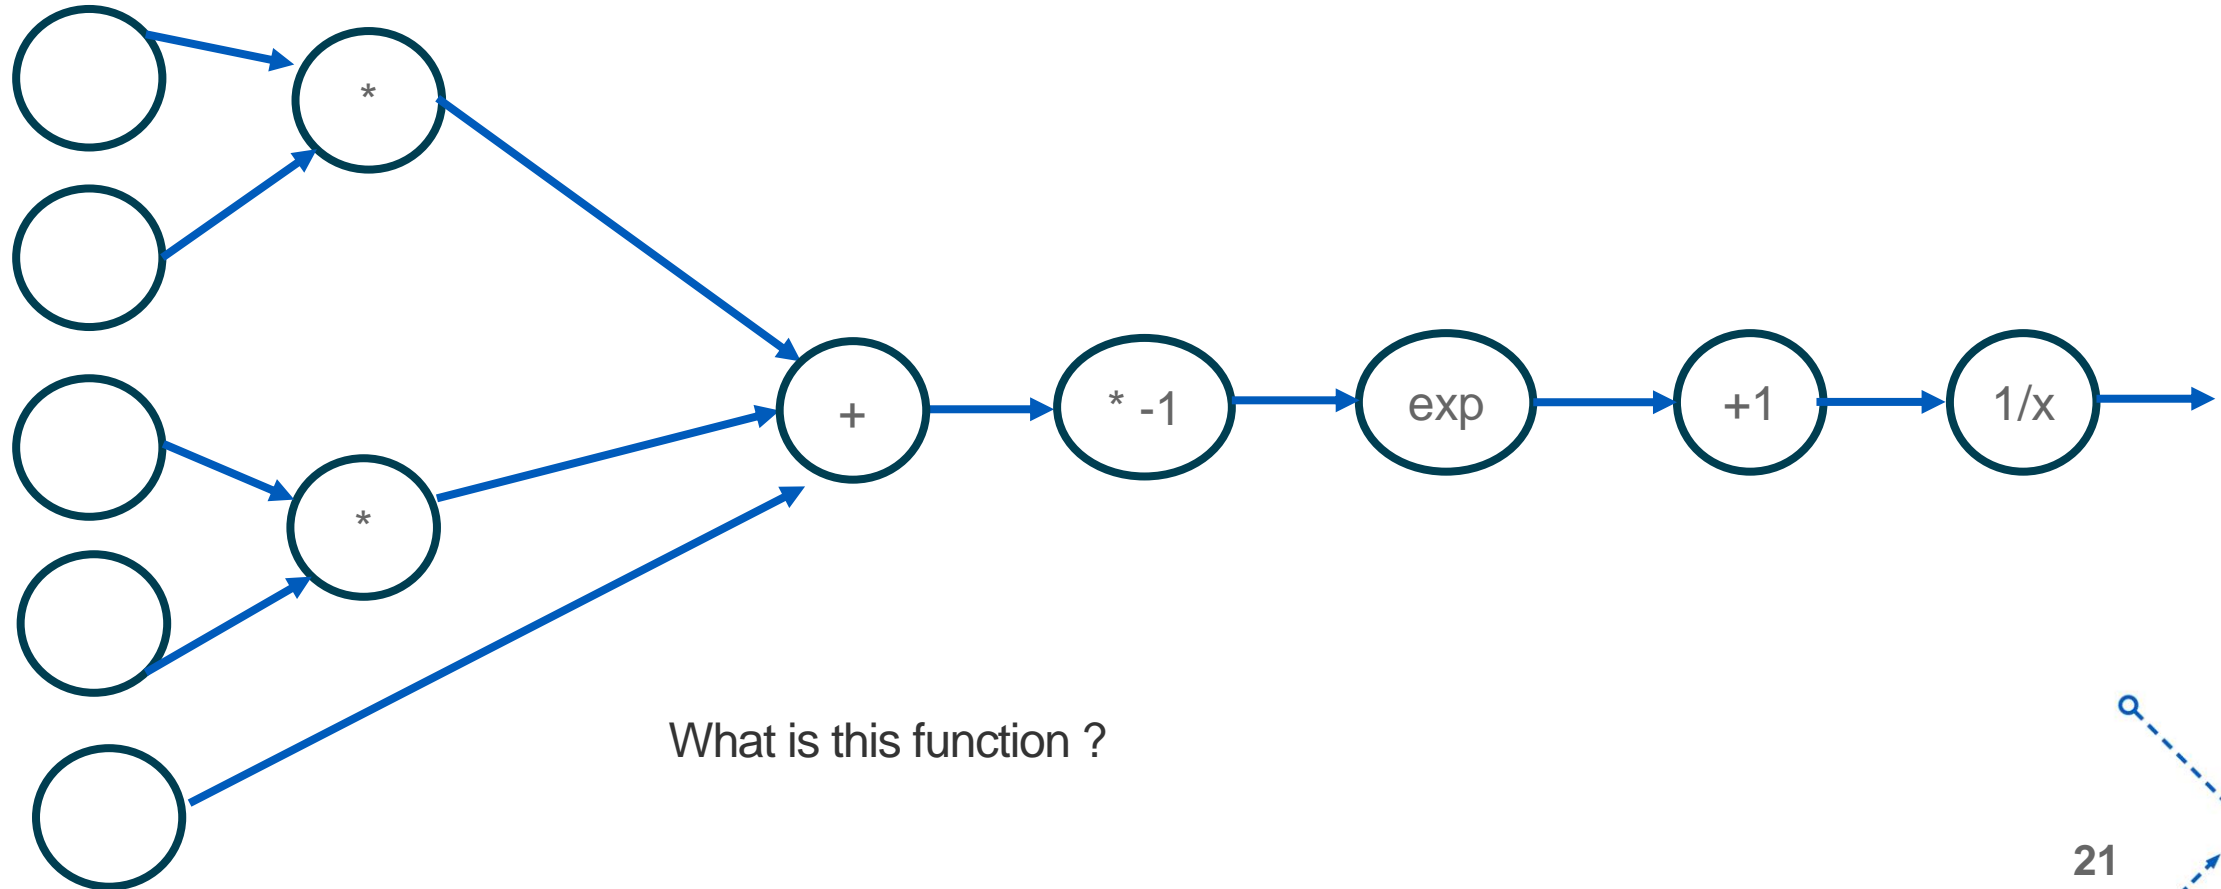 *
*
+
* -1
exp
+1
1/x
What is this function ?
21